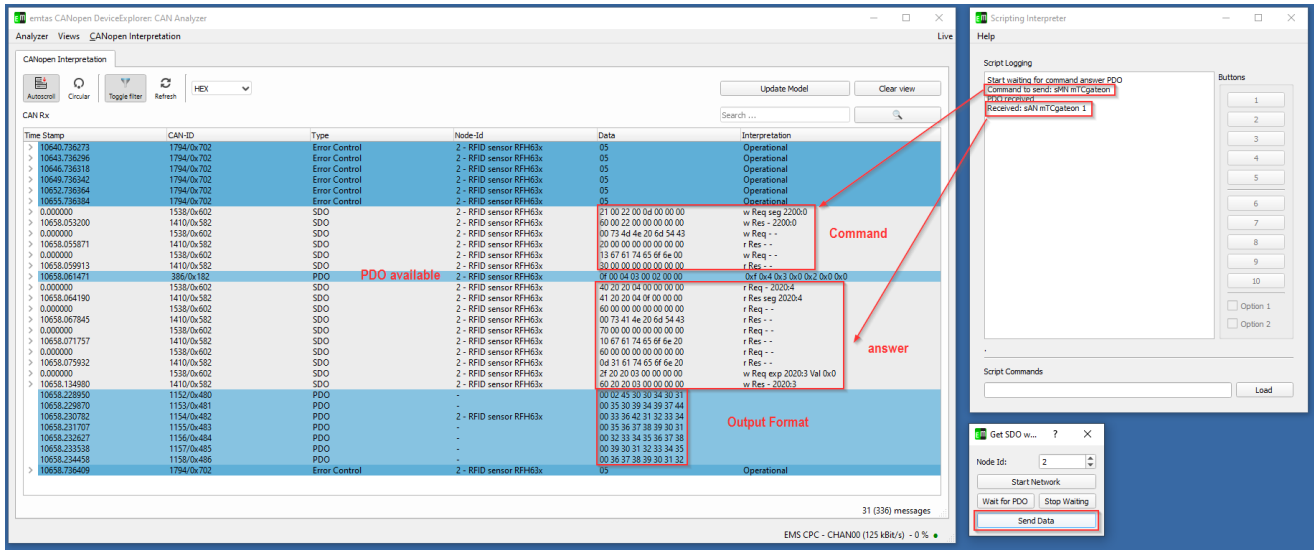 emtas CANopen DeviceExplorer: CAN Analyzer
Analyzer Views CANopen Interpretation Live
CANopen Interpretation
Autoscroll Circular Toggle filter Refresh HEX Update Model Clear view
CAN Rx Search ...
Time Stamp CAN-ID Type Node-Id Data Interpretation
> 10640.736273 1794/0x702 Error Control 2 - RFID sensor RFH63x 05 Operational
> 10643.736296 1794/0x702 Error Control 2 - RFID sensor RFH63x 05 Operational
> 10646.736318 1794/0x702 Error Control 2 - RFID sensor RFH63x 05 Operational
> 10649.736342 1794/0x702 Error Control 2 - RFID sensor RFH63x 05 Operational
> 10652.736364 1794/0x702 Error Control 2 - RFID sensor RFH63x 05 Operational
> 10655.736384 1794/0x702 Error Control 2 - RFID sensor RFH63x 05 Operational
> 0.000000 1538/0x602 SDO 2 - RFID sensor RFH63x 21 00 22 00 0d 00 00 00 w Req seg 2200:0
> 10658.053200 1410/0x582 SDO 2 - RFID sensor RFH63x 60 00 22 00 00 00 00 00 w Res - 2200:0
> 0.000000 1538/0x602 SDO 2 - RFID sensor RFH63x 00 73 4d 4e 20 6d 54 43 w Req - -
> 10658.055871 1410/0x582 SDO 2 - RFID sensor RFH63x 20 00 00 00 00 00 00 00 r Res - -
> 0.000000 1538/0x602 SDO 2 - RFID sensor RFH63x 13 67 61 74 65 6f 6e 00 w Req - -
> 10658.059913 1410/0x582 SDO 2 - RFID sensor RFH63x 30 00 00 00 00 00 00 00 r Res - -
Command
> 10658.061471 386/0x182 PDO PDO available 2 - RFID sensor RFH63x 0f 00 04 03 00 02 00 00 0xf 0x4 0x3 0x0 0x2 0x0 0x0
> 0.000000 1538/0x602 SDO 2 - RFID sensor RFH63x 40 20 20 04 00 00 00 00 r Req - 2020:4
> 10658.064190 1410/0x582 SDO 2 - RFID sensor RFH63x 41 20 20 04 0f 00 00 00 r Res seg 2020:4
> 0.000000 1538/0x602 SDO 2 - RFID sensor RFH63x 60 00 00 00 00 00 00 00 r Req - -
> 10658.067845 1410/0x582 SDO 2 - RFID sensor RFH63x 00 73 41 4e 20 6d 54 43 r Res - -
> 0.000000 1538/0x602 SDO 2 - RFID sensor RFH63x 70 00 00 00 00 00 00 00 r Req - -
> 10658.071757 1410/0x582 SDO 2 - RFID sensor RFH63x 10 67 61 74 65 6f 6e 20 r Res - -
> 0.000000 1538/0x602 SDO 2 - RFID sensor RFH63x 60 00 00 00 00 00 00 00 r Req - -
> 10658.075932 1410/0x582 SDO 2 - RFID sensor RFH63x 0d 31 61 74 65 6f 6e 20 r Res - -
> 0.000000 1538/0x602 SDO 2 - RFID sensor RFH63x 2f 20 20 03 00 00 00 00 w Req exp 2020:3 Val 0x0
> 10658.134980 1410/0x582 SDO 2 - RFID sensor RFH63x 60 20 20 03 00 00 00 00 w Res - 2020:3
answer
10658.228950 1152/0x480 PDO - 00 02 45 30 30 34 30 31
10658.229870 1153/0x481 PDO - 00 35 30 39 34 39 37 44
10658.230782 1154/0x482 PDO 2 - RFID sensor RFH63x 00 33 36 42 31 32 33 34
10658.231707 1155/0x483 PDO - 00 35 36 37 38 39 30 31
10658.232627 1156/0x484 PDO - 00 32 33 34 35 36 37 38
10658.233538 1157/0x485 PDO - 00 39 30 31 32 33 34 35
10658.234458 1158/0x486 PDO - 00 36 37 38 39 30 31 32
Output Format
> 10658.736409 1794/0x702 Error Control 2 - RFID sensor RFH63x 05 Operational
31 (336) messages
EMS CPC - CHAN00 (125 kBit/s) - 0 %
Scripting Interpreter
Help
Script Logging
Start waiting for command answer PDO
Command to send: sMN mTCgateon
PDO received
Received: sAN mTCgateon 1
Buttons
1
2
3
4
5
6
7
8
9
10
Option 1
Option 2
.
Script Commands
Load
Get SDO w... ?
Node Id: 2
Start Network
Wait for PDO Stop Waiting
Send Data